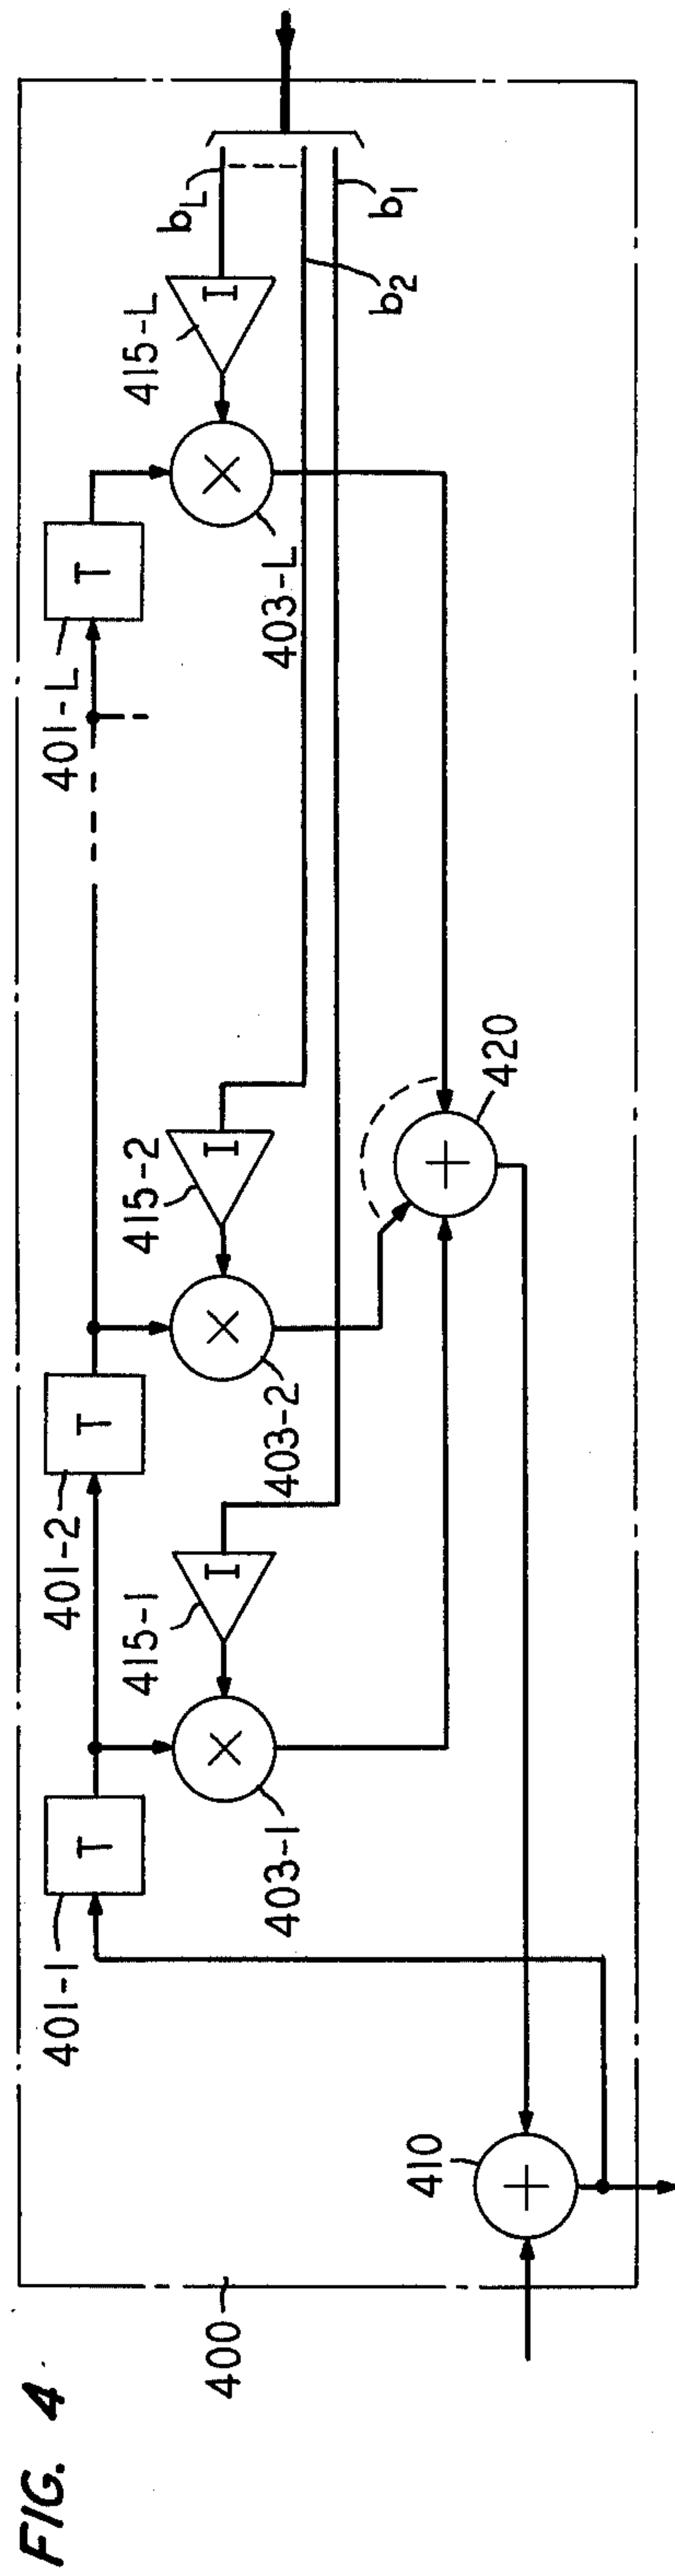 FIG. 4
401-1
401-2
401-L
T
T
T
415-1
415-2
415-L
bL
400
×
I
×
I
×
I
403-1
403-2
403-L
b2
b1
410
+
420
+